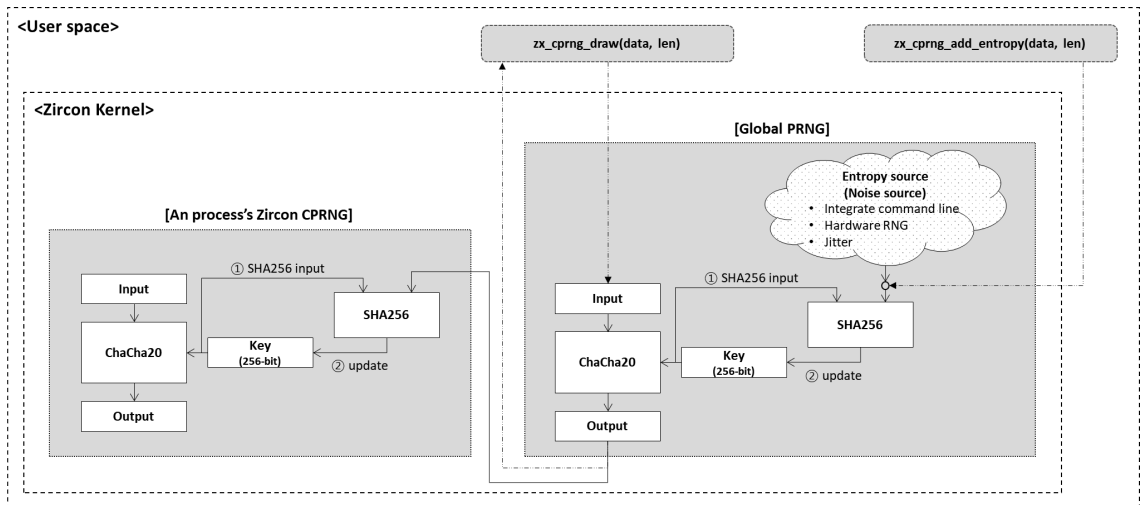 <User space>
zx_cprng_draw(data, len)
zx_cprng_add_entropy(data, len)
<Zircon Kernel>
[Global PRNG]
Entropy source
(Noise source)
• Integrate command line
• Hardware RNG
• Jitter
[An process's Zircon CPRNG]
① SHA256 input
Input
SHA256
ChaCha20
Key
(256-bit)
② update
Output
① SHA256 input
Input
SHA256
ChaCha20
Key
(256-bit)
② update
Output